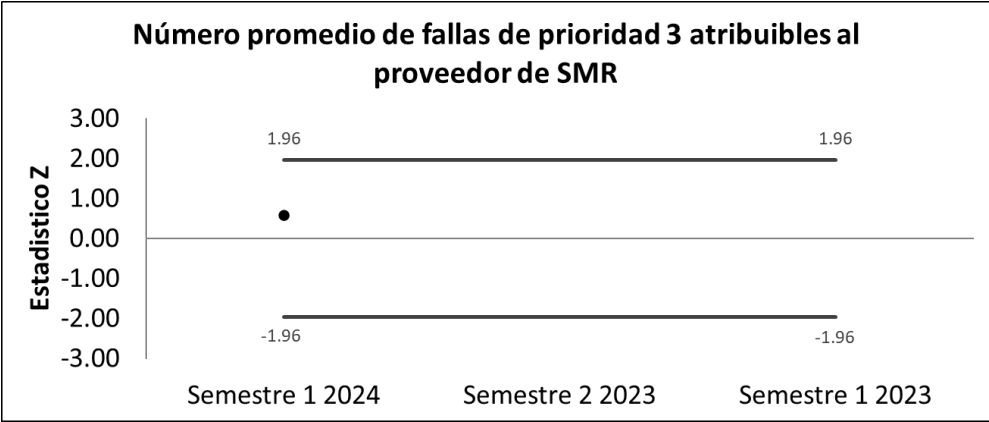 Número promedio de fallas de prioridad 3 atribuibles al
proveedor de SMR
Estadistico Z
3.00
2.00
1.00
0.00
-1.00
-2.00
-3.00
1.96
1.96
-1.96
-1.96
Semestre 1 2024
Semestre 2 2023
Semestre 1 2023